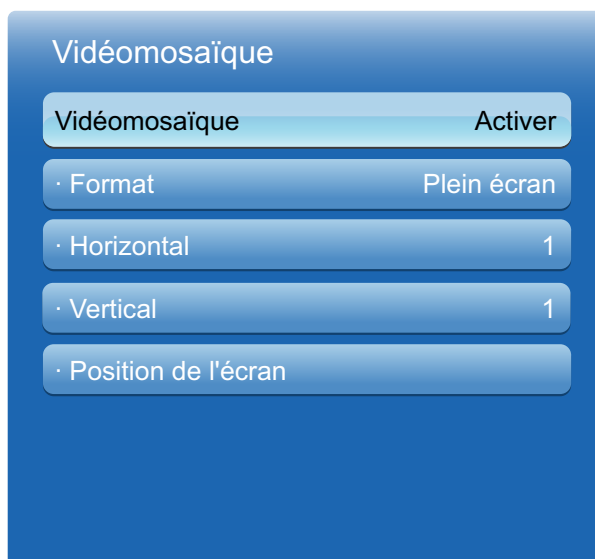 Vidéomosaïque
Vidéomosaïque Activer
· Format Plein écran
· Horizontal 1
· Vertical 1
· Position de l'écran